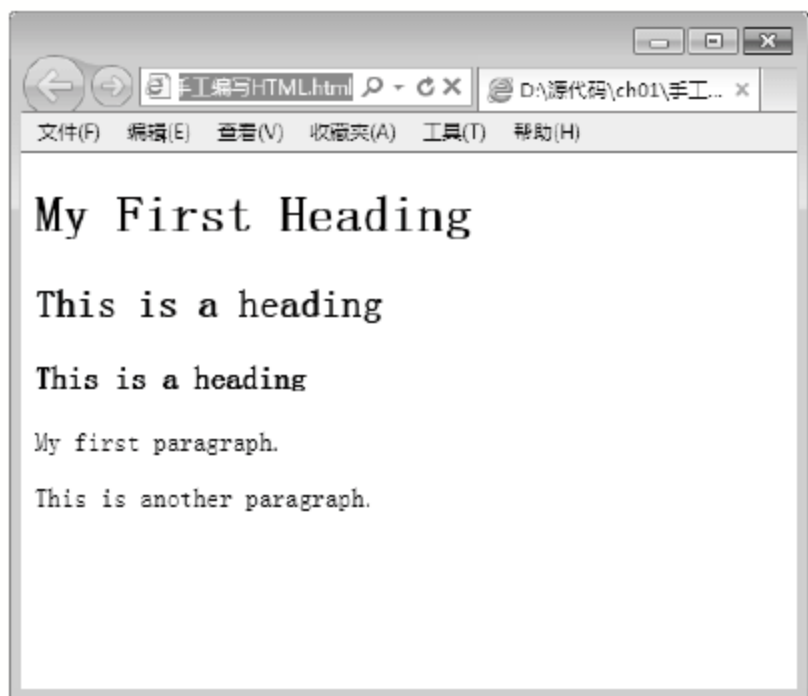 手工编写HTML.html
D:\源代码\ch01\手工...
文件(F) 编辑(E) 查看(V) 收藏夹(A) 工具(T) 帮助(H)
My First Heading
This is a heading
This is a heading
My first paragraph.
This is another paragraph.